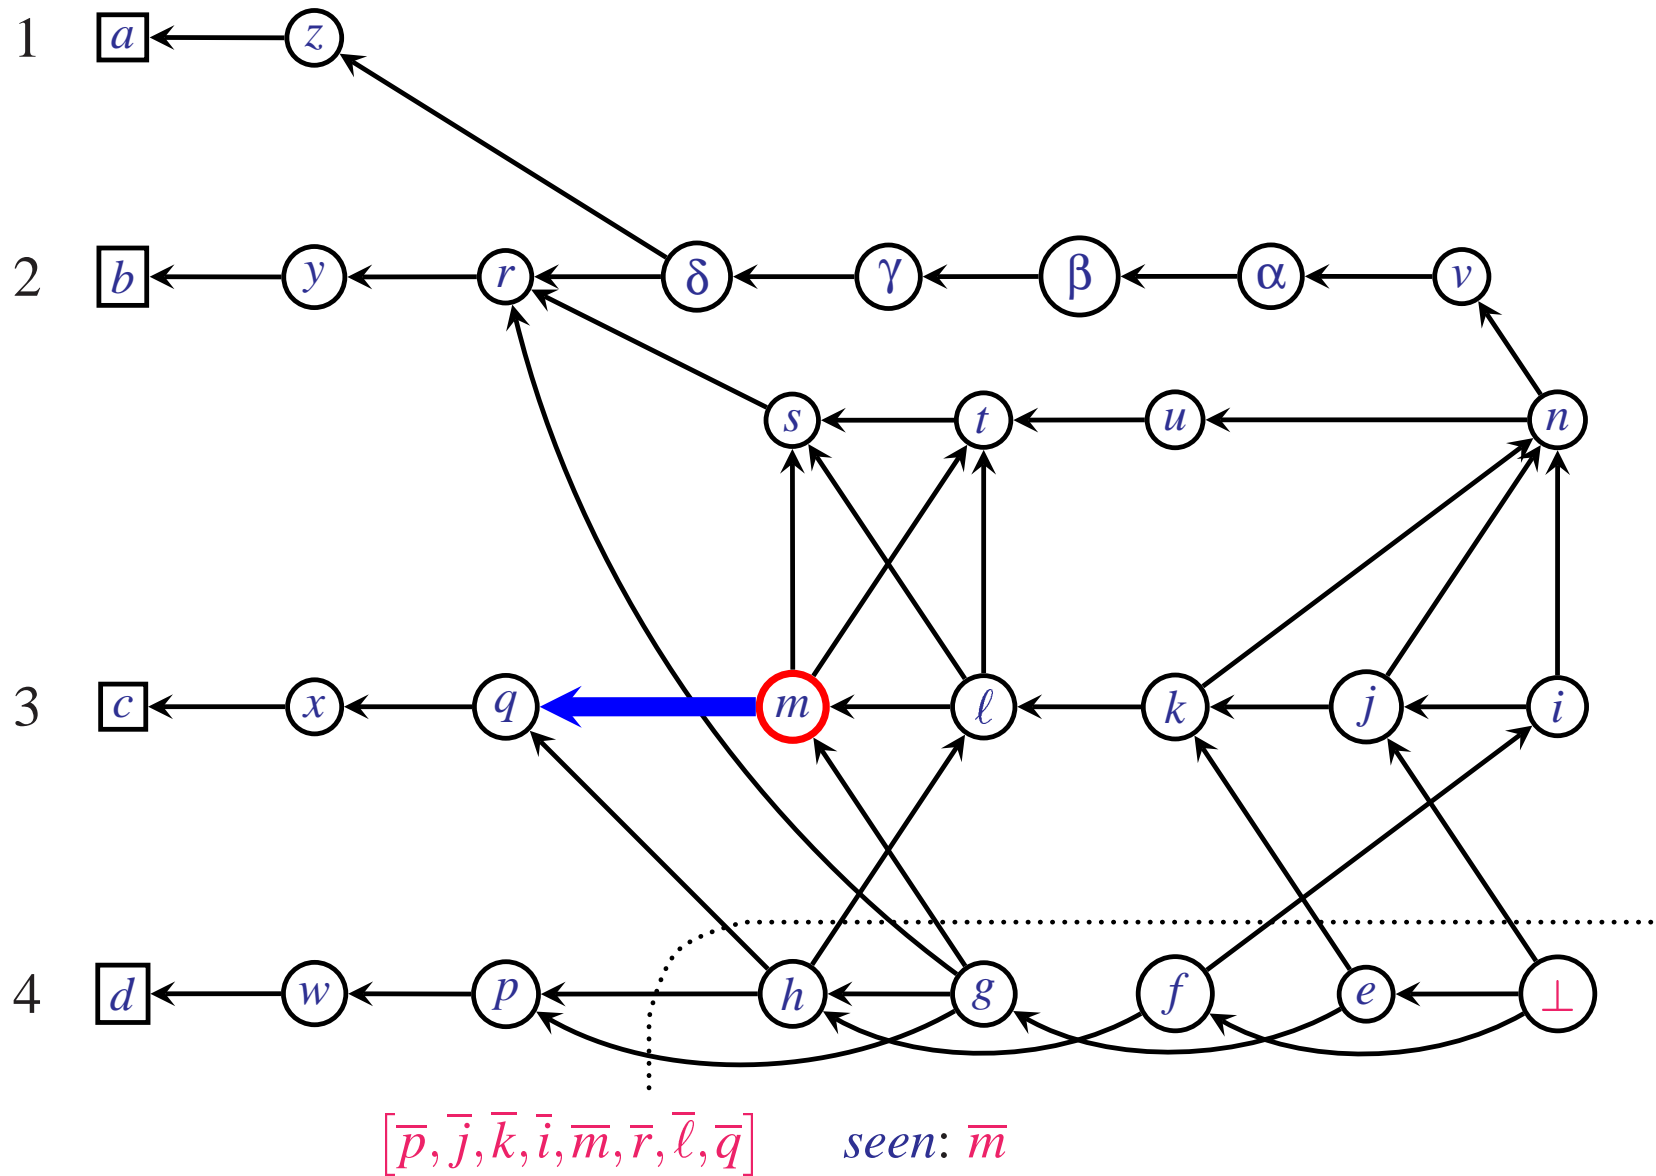 1 a z
2 b y r δ γ β α v
s t u n
3 c x q m ℓ k j i
4 d w p h g f e ⊥
[p̅, j̅, k̅, i̅, m̅, r̅, ℓ̅, q̅] seen: m̅